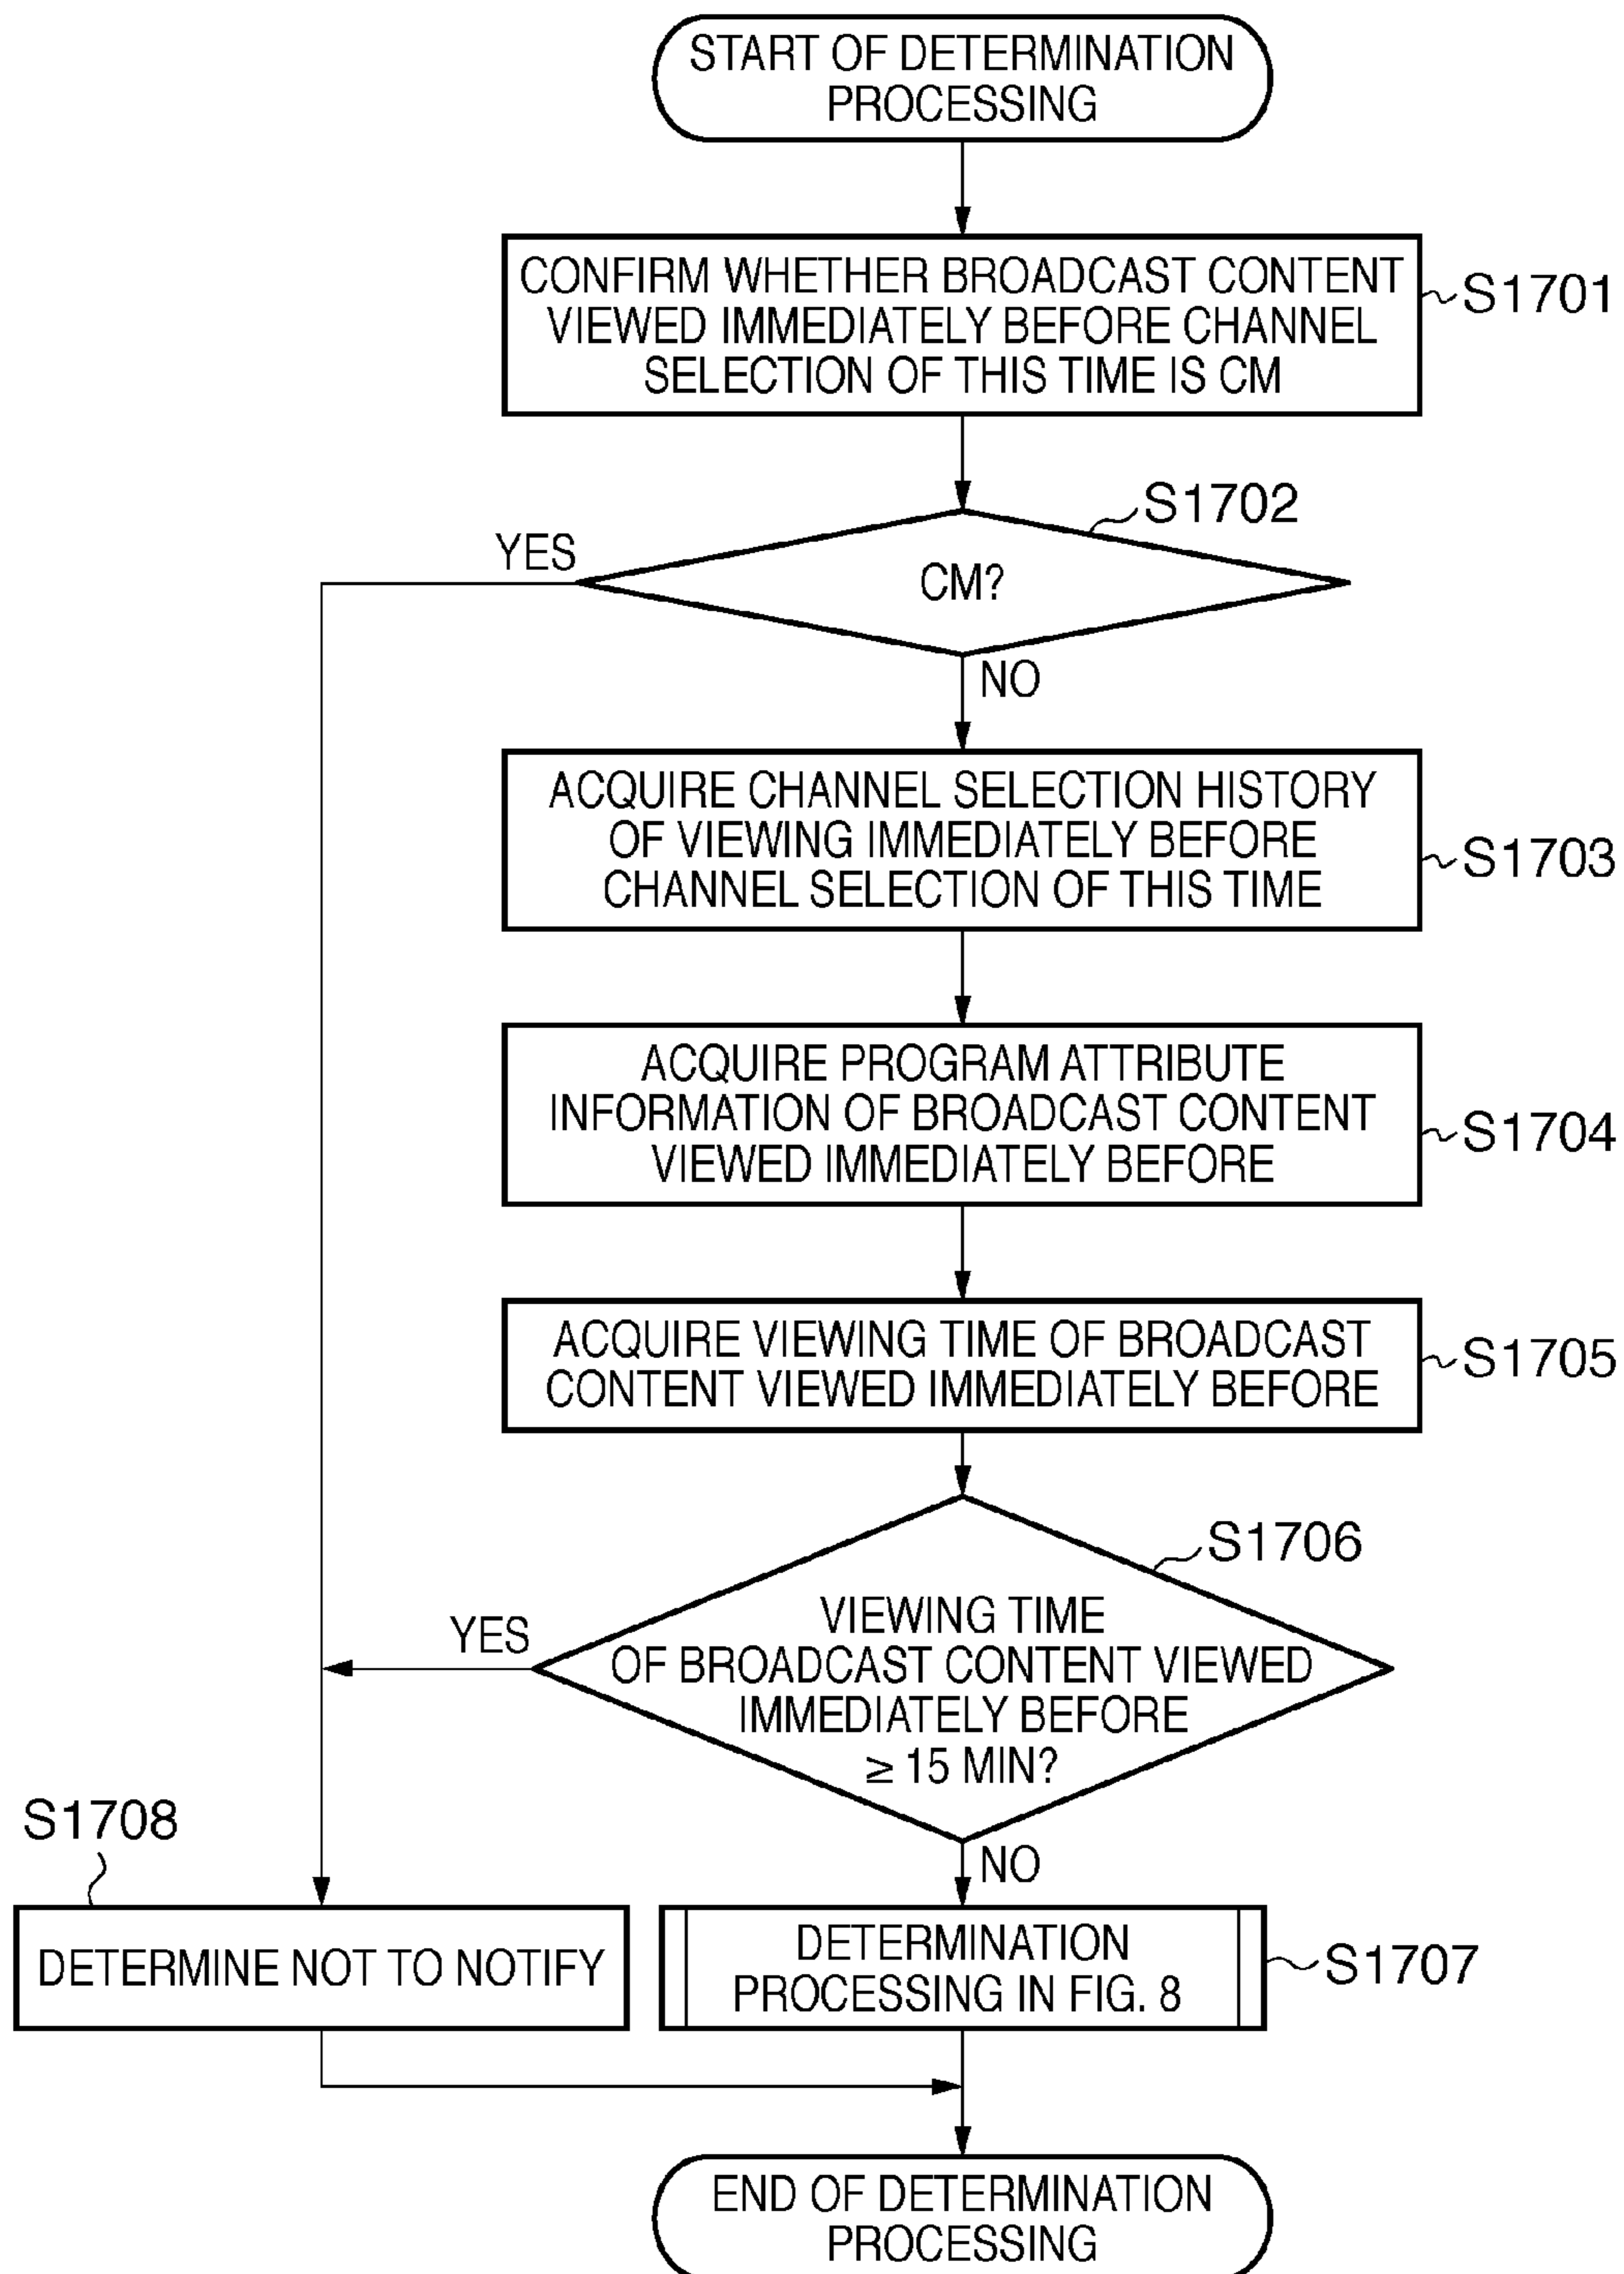 START OF DETERMINATION
PROCESSING
CONFIRM WHETHER BROADCAST CONTENT
VIEWED IMMEDIATELY BEFORE CHANNEL
SELECTION OF THIS TIME IS CM
S1701
S1702
YES
CM?
NO
ACQUIRE CHANNEL SELECTION HISTORY
OF VIEWING IMMEDIATELY BEFORE
CHANNEL SELECTION OF THIS TIME
S1703
ACQUIRE PROGRAM ATTRIBUTE
INFORMATION OF BROADCAST CONTENT
VIEWED IMMEDIATELY BEFORE
S1704
ACQUIRE VIEWING TIME OF BROADCAST
CONTENT VIEWED IMMEDIATELY BEFORE
S1705
S1706
YES
VIEWING TIME
OF BROADCAST CONTENT VIEWED
IMMEDIATELY BEFORE
≥ 15 MIN?
NO
S1708
DETERMINE NOT TO NOTIFY
DETERMINATION
PROCESSING IN FIG. 8
S1707
END OF DETERMINATION
PROCESSING